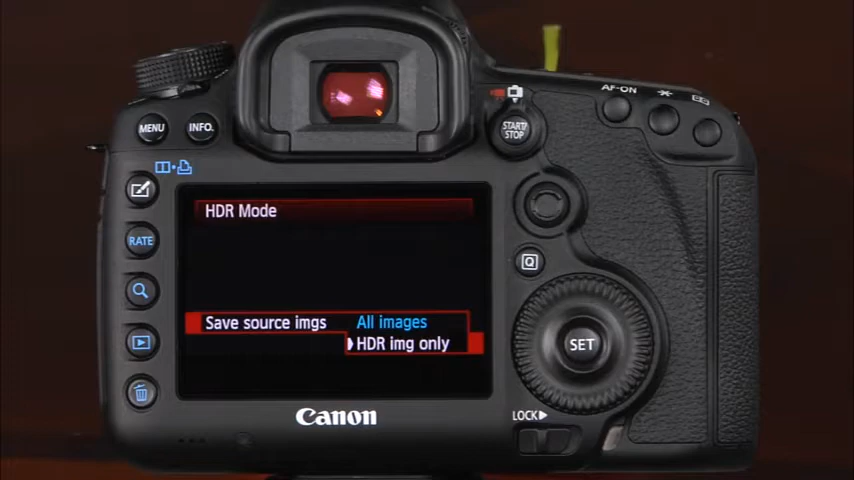 AF-ON
START/
STOP
MENU
INFO.
RATE
Q
HDR Mode
Save source imgs
All images
HDR img only
SET
Canon
LOCK